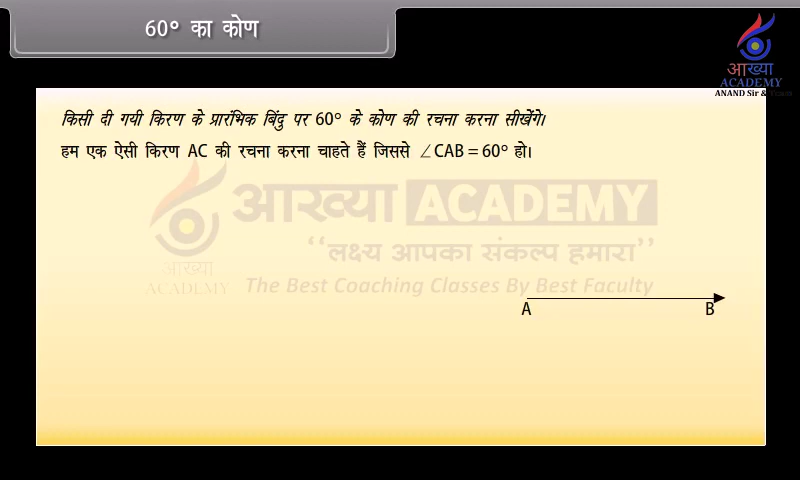 60° का कोण
आख्या
ACADEMY
ANAND Sir &
किसी दी गयी किरण के प्रारंभिक बिंदु पर 60° के कोण की रचना करना सीखेंगे।
हम एक ऐसी किरण AC की रचना करना चाहते हैं जिससे ∠CAB = 60° हो।
आख्या ACADEMY
‘‘लक्ष्य आपका संकल्प हमारा’’
आख्या
ACADEMY
The Best Coaching Classes By Best Faculty
A B